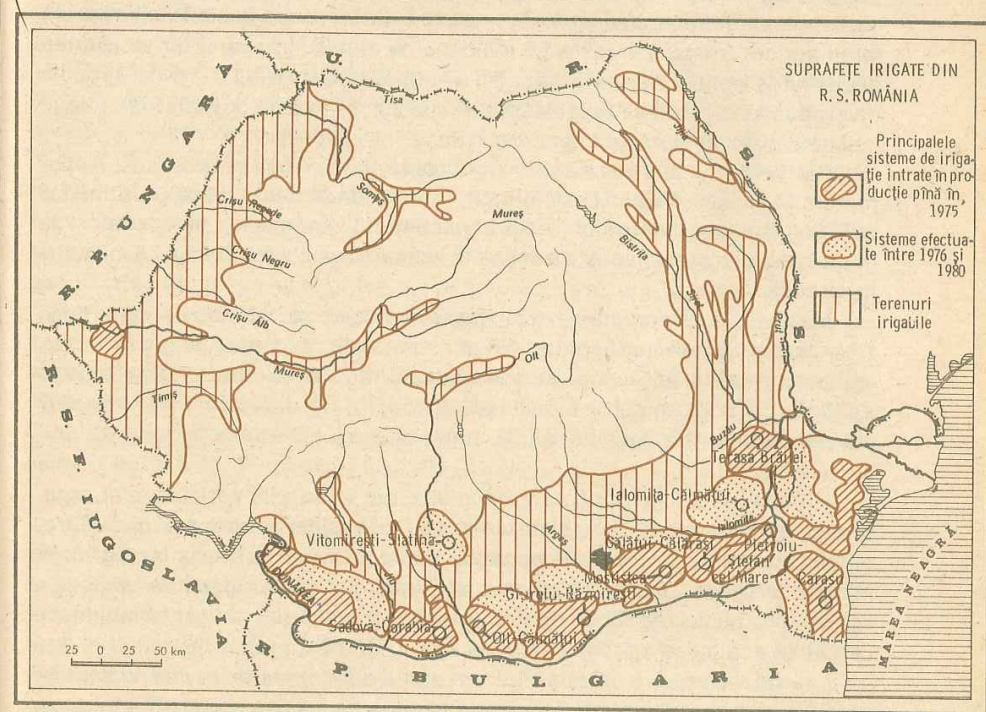 SUPRAFEȚE IRIGATE DIN
R. S. ROMÂNIA
Principalele
sisteme de iriga-
ție intrate în pro-
ducție pînă în,
1975
Sisteme efectua-
te între 1976 și
1980
Terenuri
irigabile
R. P. UNGARĂ
U. R. S. S.
R. S. F. IUGOSLAVIA
R. P. BULGARIA
MAREA NEAGRĂ
Tisa
Someș
Crișu Repede
Crișu Negru
Crișu Alb
Mureș
Mureș
Timiș
Olt
Bistrița
Jijia
Siret
Prut
Buzău
Terasa Brăilei
Ialomița-Călmățui
Ialomița
Argeș
Gălățui-Călărași
Pietroiu-
Ștefan
cel Mare
Mostiștea
Carasu
Vitomirești-Slatina
Jiu
DUNĂREA
Sadova-Corabia
Olt-Călmățui
25 0 25 50 km